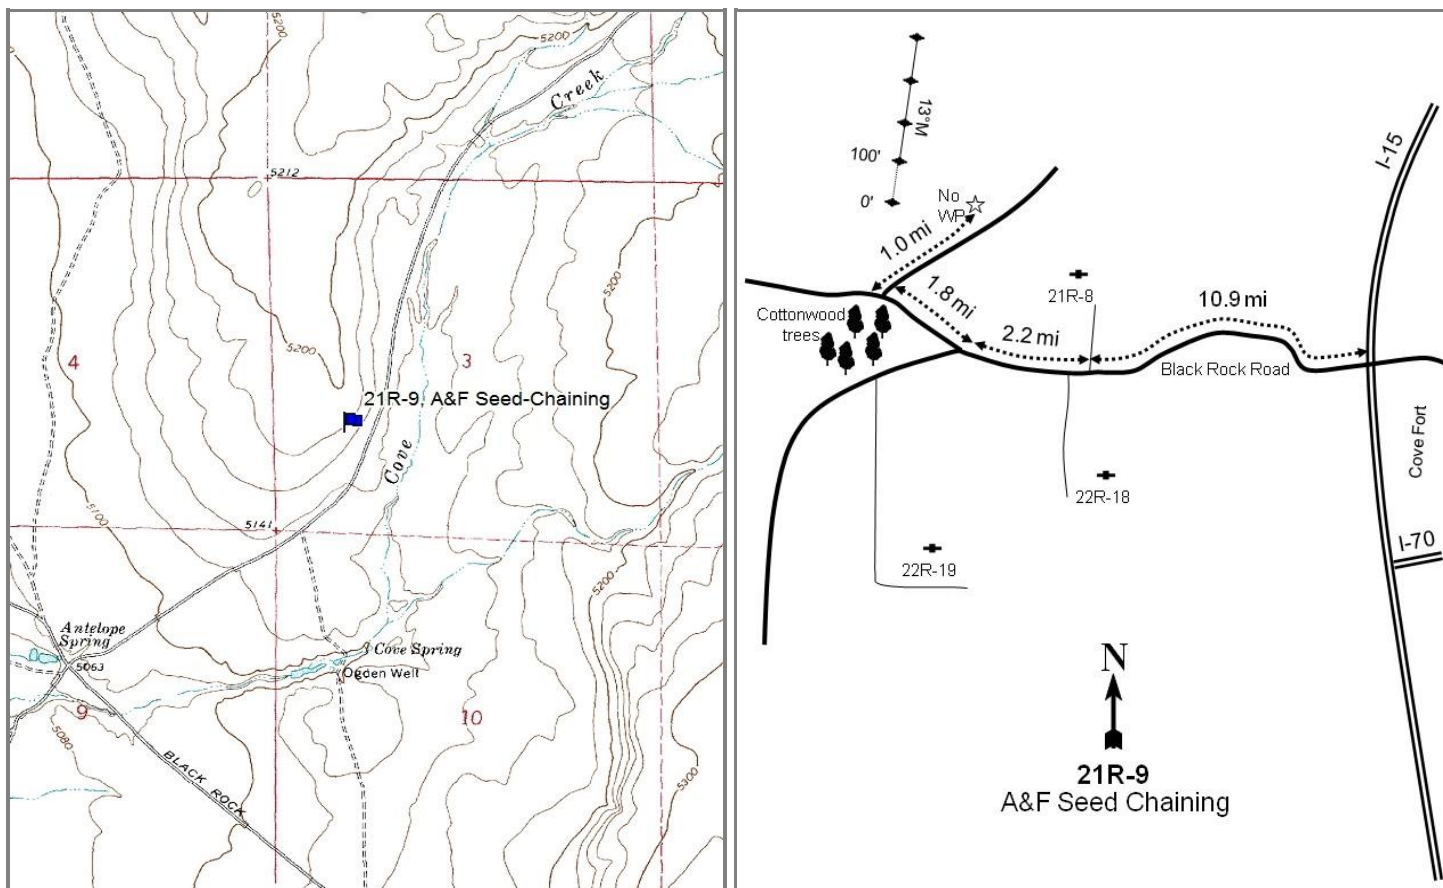 5200
5200
Creek
5212
5200
5200
4
3
21R-9, A&F Seed-Chaining
Cove
5100
5141
5200
Antelope
Spring
5063
Cove Spring
Ogden Well
9
10
5080
BLACK ROCK
5300
13°M
100'
0'
No
WP
1.0 mi
1.8 mi
2.2 mi
10.9 mi
I-15
21R-8
Cottonwood
trees
Black Rock Road
Cove Fort
22R-18
I-70
22R-19
N
21R-9
A&F Seed Chaining